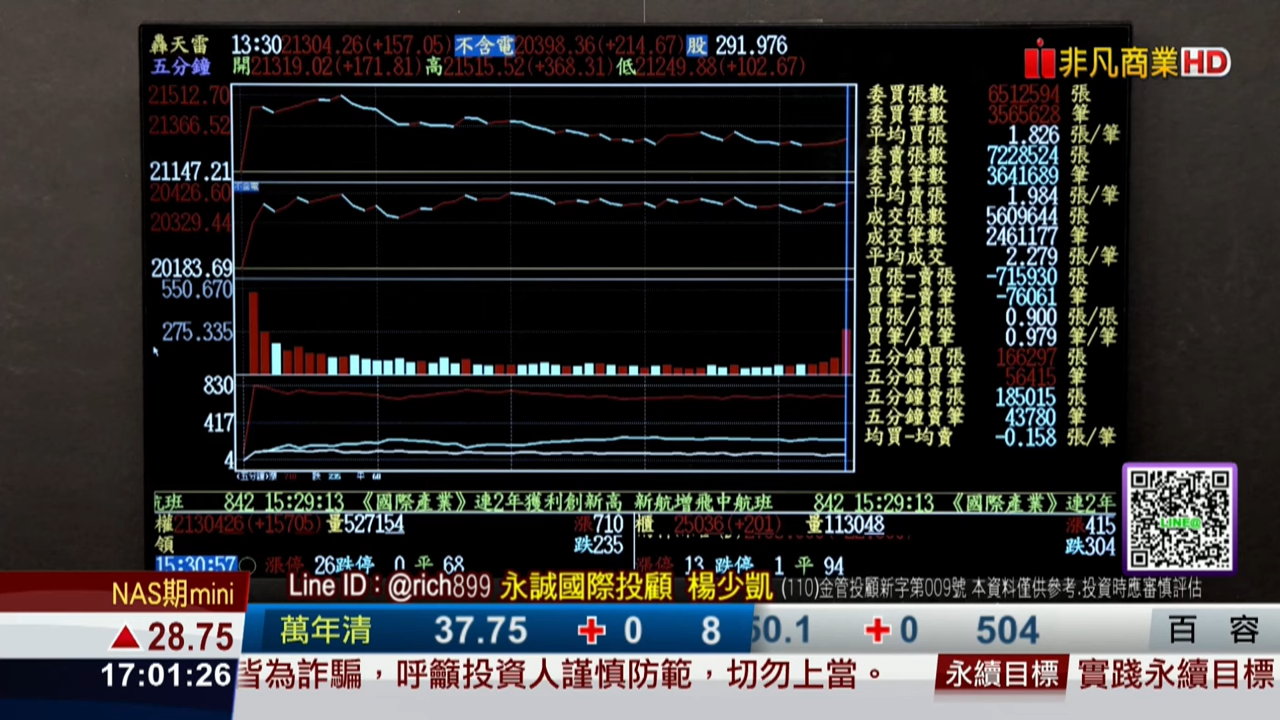 轟天雷 13:30 21304.26(+157.05) 不含電 20398.36(+214.67) 股 291.976
五分鐘 開21319.02(+171.81) 高21515.52(+368.31) 低21249.88(+102.67)
非凡商業HD
21512.70
21366.52
21147.21
20426.60
不含電
20329.44
20183.69
550.670
275.335
830
417
4
委買張數 6512594 張
委買筆數 3565628 筆
平均買張 1.826 張/筆
委賣張數 7228524 張
委賣筆數 3641689 筆
平均賣張 1.984 張/筆
成交張數 5609644 張
成交筆數 2461177 筆
平均成交 2.279 張/筆
買張-賣張 -715930 張
買筆-賣筆 -76061 筆
買張/賣張 0.900 張/張
買筆/賣筆 0.979 筆/筆
五分鐘買張 166297 張
五分鐘買筆 56415 筆
五分鐘賣張 185015 張
五分鐘賣筆 43780 筆
均買-均賣 -0.158 張/筆
航班 842 15:29:13 《國際產業》連2年獲利創新高 新航增飛中航班 842 15:29:13 《國際產業》連2年
權2130426(+15705) 量527154 漲710 櫃 25036(+201) 量113048 漲415
領 跌235 跌304
15:30:57 漲停 26跌停 0 平 68 漲停 13 跌停 1 平 94
LINE@
NAS期mini
Line ID：@rich899 永誠國際投顧 楊少凱 (110)金管投顧新字第009號 本資料僅供參考,投資時應審慎評估
▲28.75
萬年清 37.75 + 0 8 50.1 + 0 504 百容
17:01:26
皆為詐騙，呼籲投資人謹慎防範，切勿上當。 永續目標 實踐永續目標